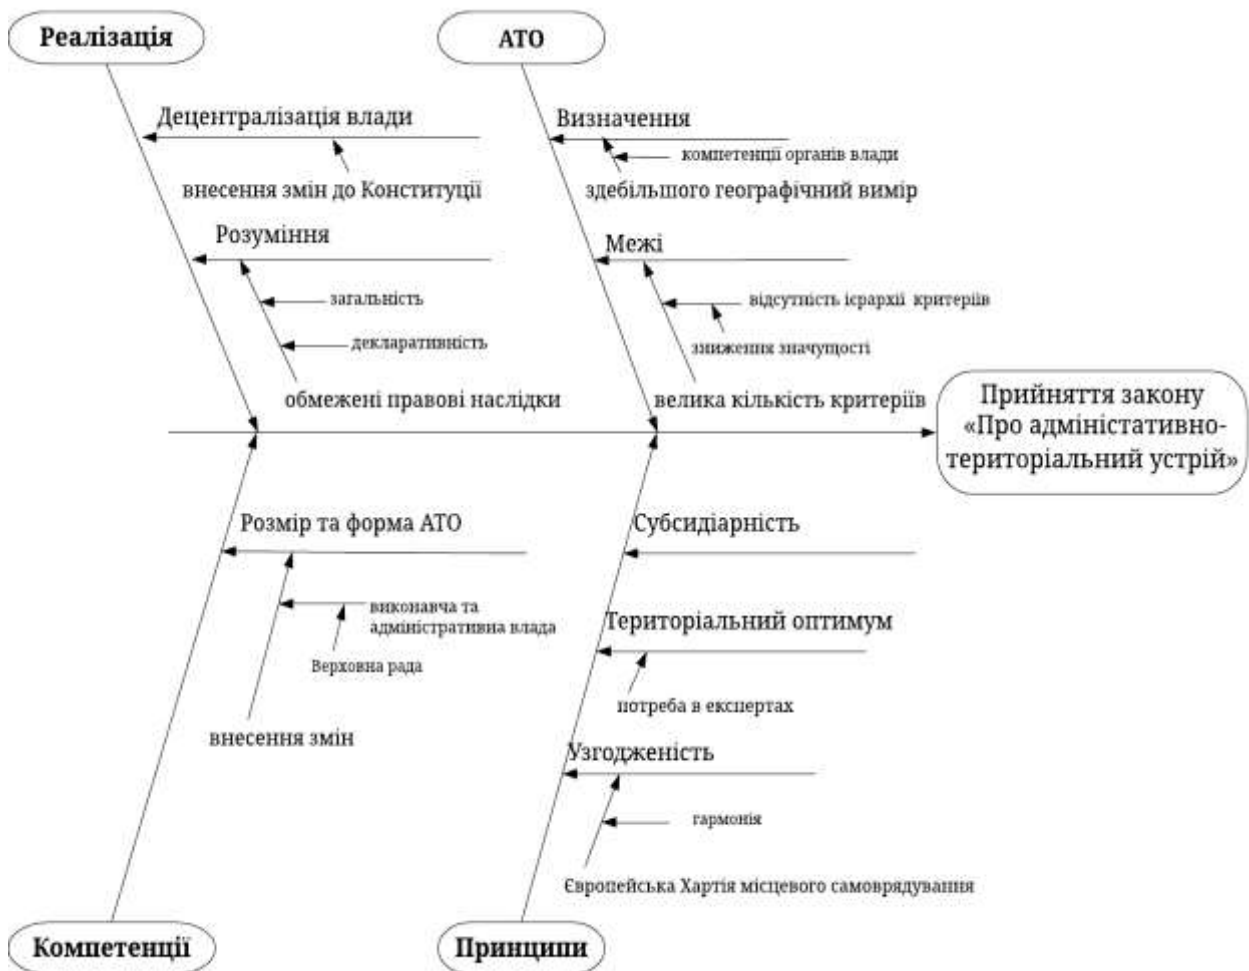 Реалізація
АТО
Децентралізація влади
внесення змін до Конституції
Розуміння
загальність
декларативність
обмежені правові наслідки
Визначення
компетенції органів влади
здебільшого географічний вимір
Межі
відсутність ієрархії критеріїв
зниження значущості
велика кількість критеріїв
Прийняття закону
«Про адміністативно-
територіальний устрій»
Розмір та форма АТО
виконавча та
адміністративна влада
Верховна рада
внесення змін
Субсидіарність
Територіальний оптимум
потреба в експертах
Узгодженість
гармонія
Європейська Хартія місцевого самоврядування
Компетенції
Принципи